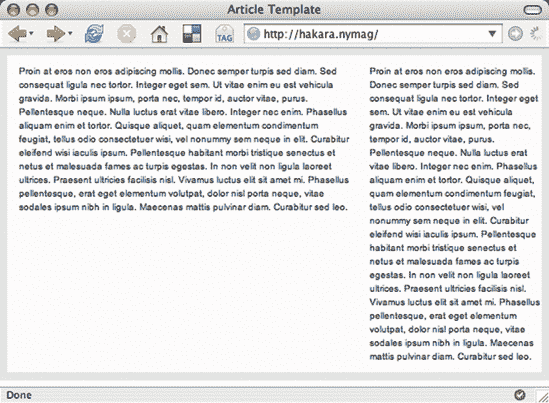 Article Template
TAG
http://hakara.nymag/
Proin at eros non eros adipiscing mollis. Donec semper turpis sed diam. Sed
consequat ligula nec tortor. Integer eget sem. Ut vitae enim eu est vehicula
gravida. Morbi ipsum ipsum, porta nec, tempor id, auctor vitae, purus.
Pellentesque neque. Nulla luctus erat vitae libero. Integer nec enim. Phasellus
aliquam enim et tortor. Quisque aliquet, quam elementum condimentum
feugiat, tellus odio consectetuer wisi, vel nonummy sem neque in elit. Curabitur
eleifend wisi iaculis ipsum. Pellentesque habitant morbi tristique senectus et
netus et malesuada fames ac turpis egestas. In non velit non ligula laoreet
ultrices. Praesent ultricies facilisis nisl. Vivamus luctus elit sit amet mi. Phasellus
pellentesque, erat eget elementum volutpat, dolor nisl porta neque, vitae
sodales ipsum nibh in ligula. Maecenas mattis pulvinar diam. Curabitur sed leo.
Proin at eros non eros adipiscing mollis.
Donec semper turpis sed diam. Sed
consequat ligula nec tortor. Integer eget
sem. Ut vitae enim eu est vehicula gravida.
Morbi ipsum ipsum, porta nec,
tempor id, auctor vitae, purus.
Pellentesque neque. Nulla luctus erat
vitae libero. Integer nec enim. Phasellus
aliquam enim et tortor. Quisque aliquet,
quam elementum condimentum feugiat,
tellus odio consectetuer wisi, vel
nonummy sem neque in elit. Curabitur
eleifend wisi iaculis ipsum. Pellentesque
habitant morbi tristique senectus et
netus et malesuada fames ac turpis
egestas. In non velit non ligula laoreet
ultrices. Praesent ultricies facilisis nisl.
Vivamus luctus elit sit amet mi. Phasellus
pellentesque, erat eget elementum
volutpat, dolor nisl porta neque, vitae
sodales ipsum nibh in ligula. Maecenas
mattis pulvinar diam. Curabitur sed leo.
Done